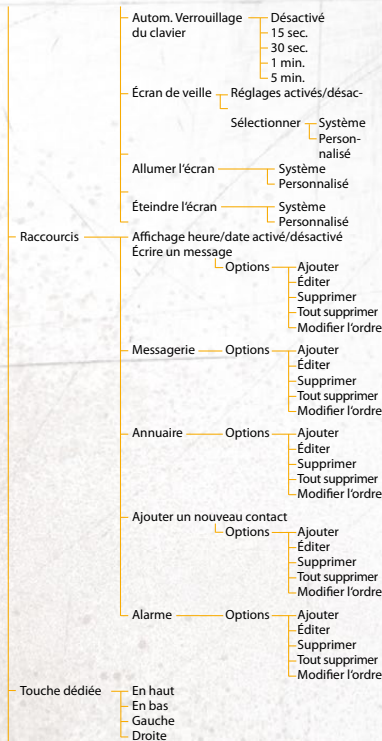 Autom. Verrouillage Désactivé
du clavier 15 sec.
30 sec.
1 min.
5 min.
Écran de veille Réglages activés/désac-
Sélectionner Système
Person-
nalisé
Allumer l'écran Système
Personnalisé
Éteindre l'écran Système
Personnalisé
Raccourcis Affichage heure/date activé/désactivé
Écrire un message
Options Ajouter
Éditer
Supprimer
Tout supprimer
Modifier l'ordre
Messagerie Options Ajouter
Éditer
Supprimer
Tout supprimer
Modifier l'ordre
Annuaire Options Ajouter
Éditer
Supprimer
Tout supprimer
Modifier l'ordre
Ajouter un nouveau contact
Options Ajouter
Éditer
Supprimer
Tout supprimer
Modifier l'ordre
Alarme Options Ajouter
Éditer
Supprimer
Tout supprimer
Modifier l'ordre
Touche dédiée En haut
En bas
Gauche
Droite